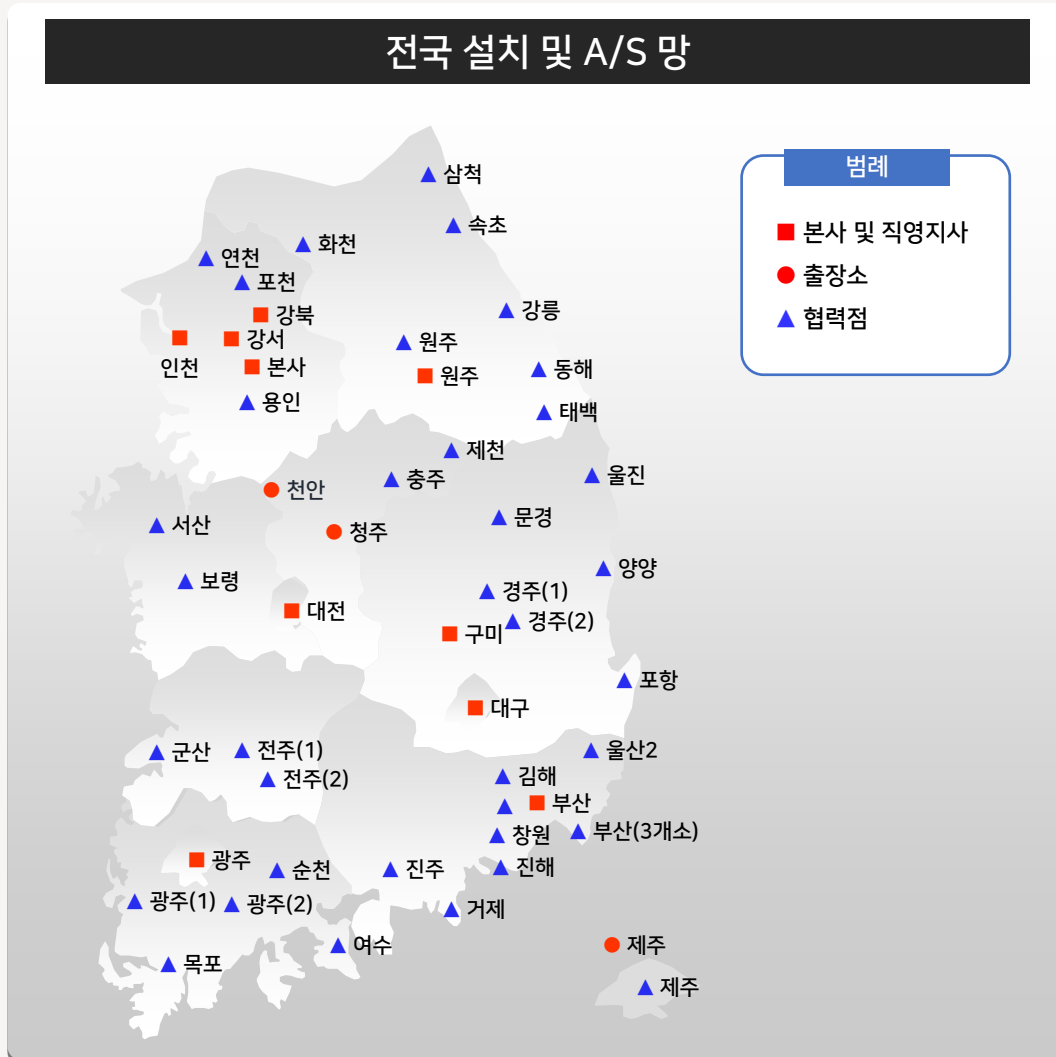 전국 설치 및 A/S 망
범례
본사 및 직영지사
출장소
협력점
삼척
속초
화천
연천
포천
강릉
강북
강서
인천
본사
원주
원주
동해
용인
태백
제천
충주
울진
천안
서산
청주
문경
보령
양양
경주(1)
경주(2)
대전
구미
포항
대구
군산
전주(1)
전주(2)
울산2
김해
부산
창원
부산(3개소)
광주
순천
진주
진해
광주(1)
광주(2)
거제
여수
목포
제주
제주